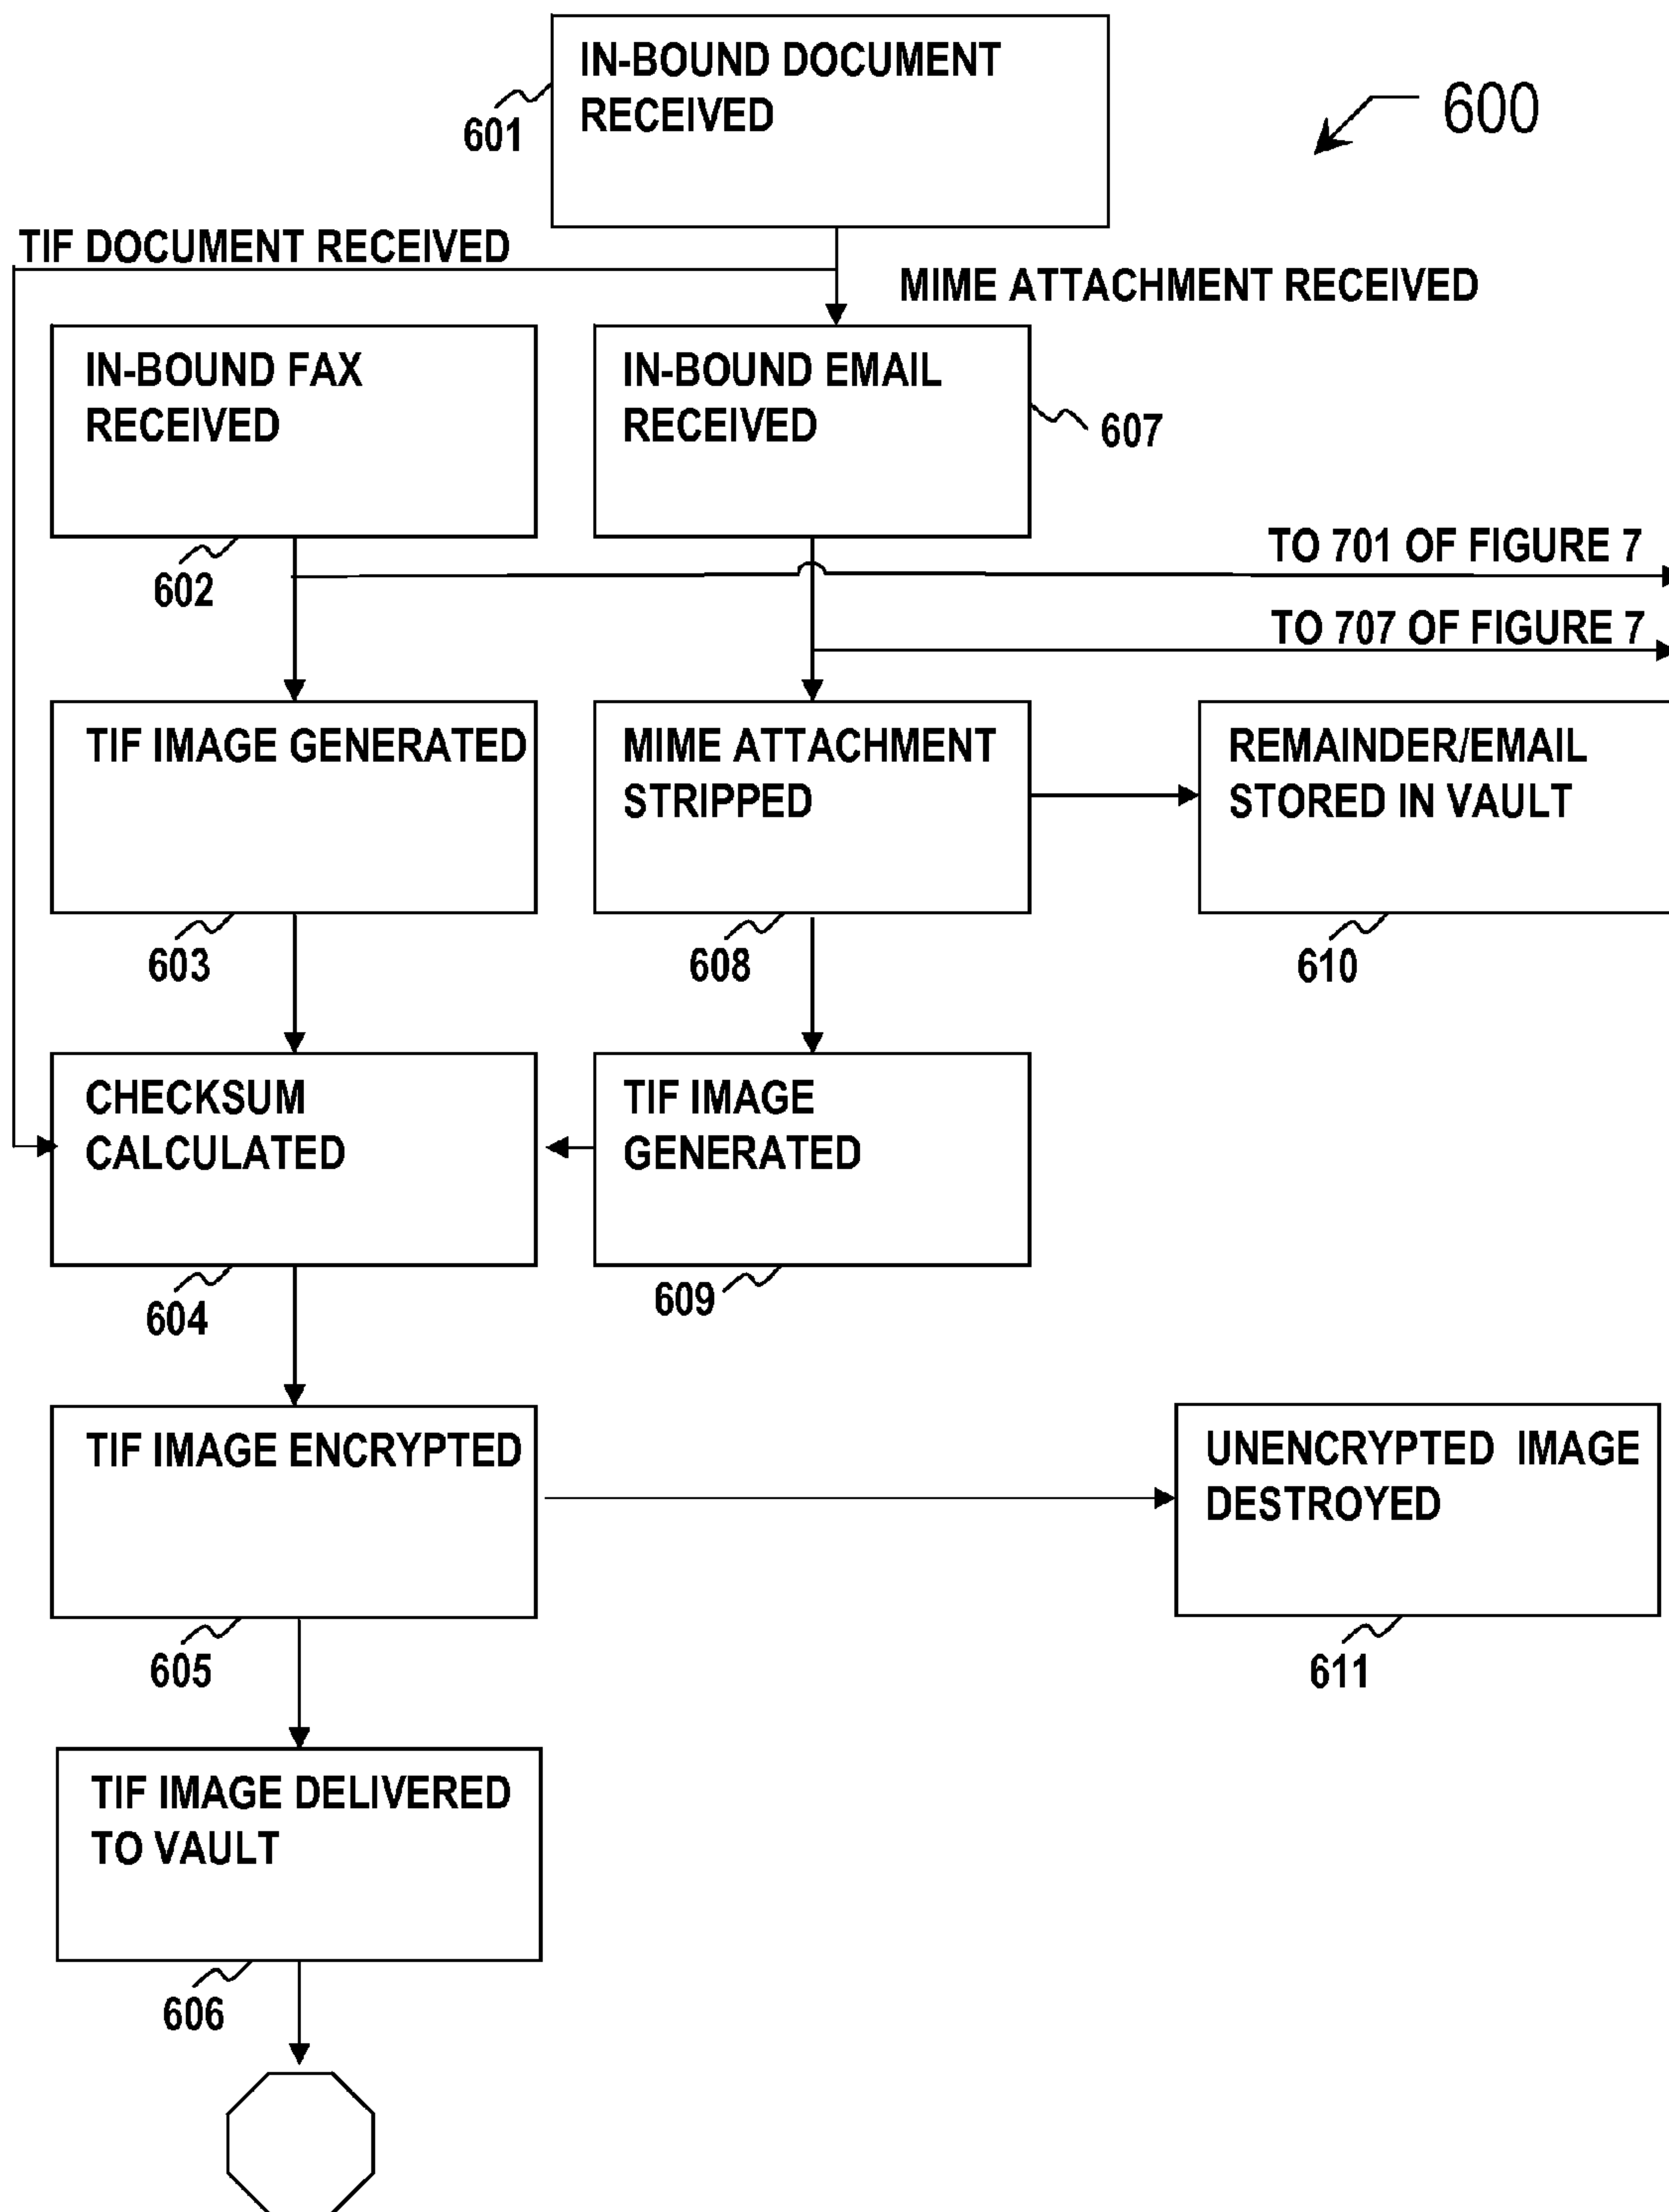 IN-BOUND DOCUMENT
RECEIVED
600
601
TIF DOCUMENT RECEIVED
MIME ATTACHMENT RECEIVED
IN-BOUND FAX
RECEIVED
IN-BOUND EMAIL
RECEIVED
607
602
TO 701 OF FIGURE 7
TO 707 OF FIGURE 7
TIF IMAGE GENERATED
MIME ATTACHMENT
STRIPPED
REMAINDER/EMAIL
STORED IN VAULT
603
608
610
CHECKSUM
CALCULATED
TIF IMAGE
GENERATED
604
609
TIF IMAGE ENCRYPTED
UNENCRYPTED IMAGE
DESTROYED
605
611
TIF IMAGE DELIVERED
TO VAULT
606